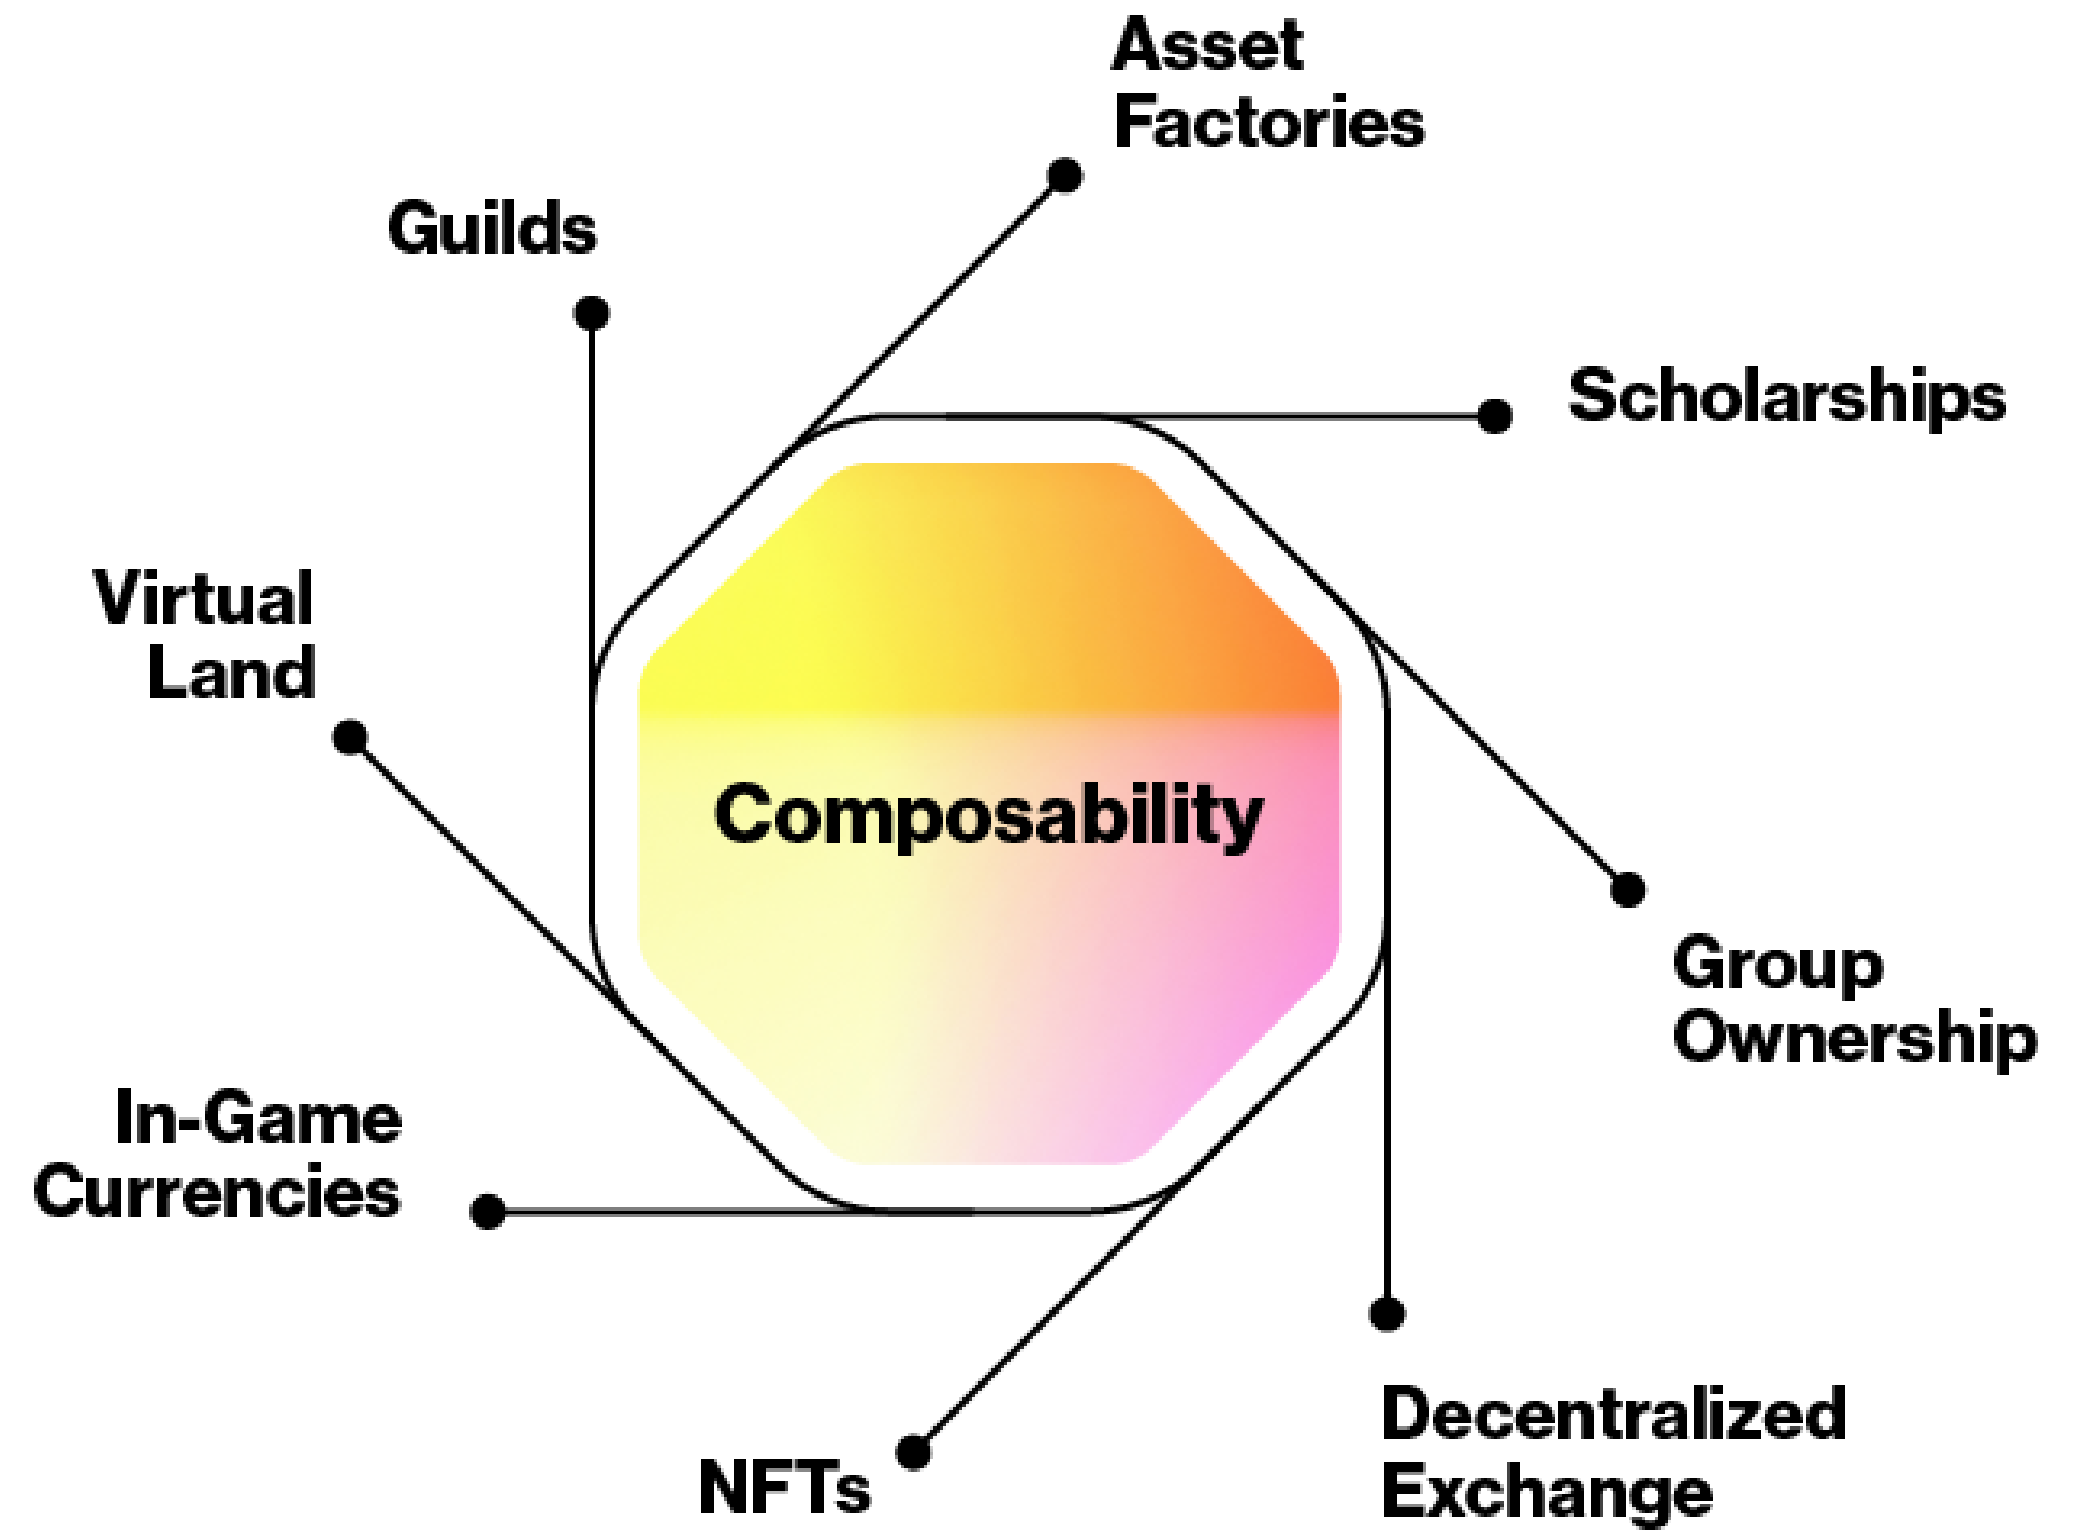 Asset
Factories
Guilds
Scholarships
Virtual
Land
Composability
Group
Ownership
In-Game
Currencies
Decentralized
Exchange
NFTs